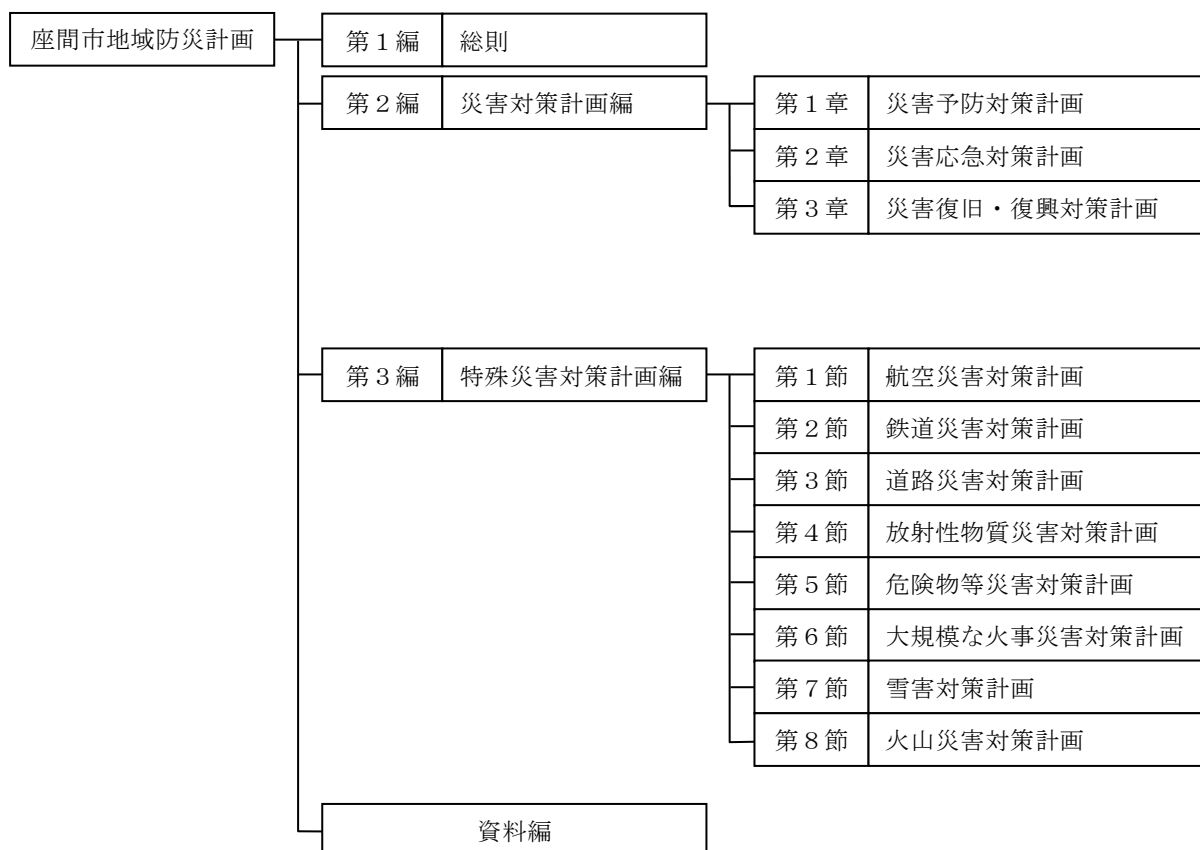 座間市地域防災計画
第１編 総則
第２編 災害対策計画編
第１章 災害予防対策計画
第２章 災害応急対策計画
第３章 災害復旧・復興対策計画
第３編 特殊災害対策計画編
第１節 航空災害対策計画
第２節 鉄道災害対策計画
第３節 道路災害対策計画
第４節 放射性物質災害対策計画
第５節 危険物等災害対策計画
第６節 大規模な火事災害対策計画
第７節 雪害対策計画
第８節 火山災害対策計画
資料編